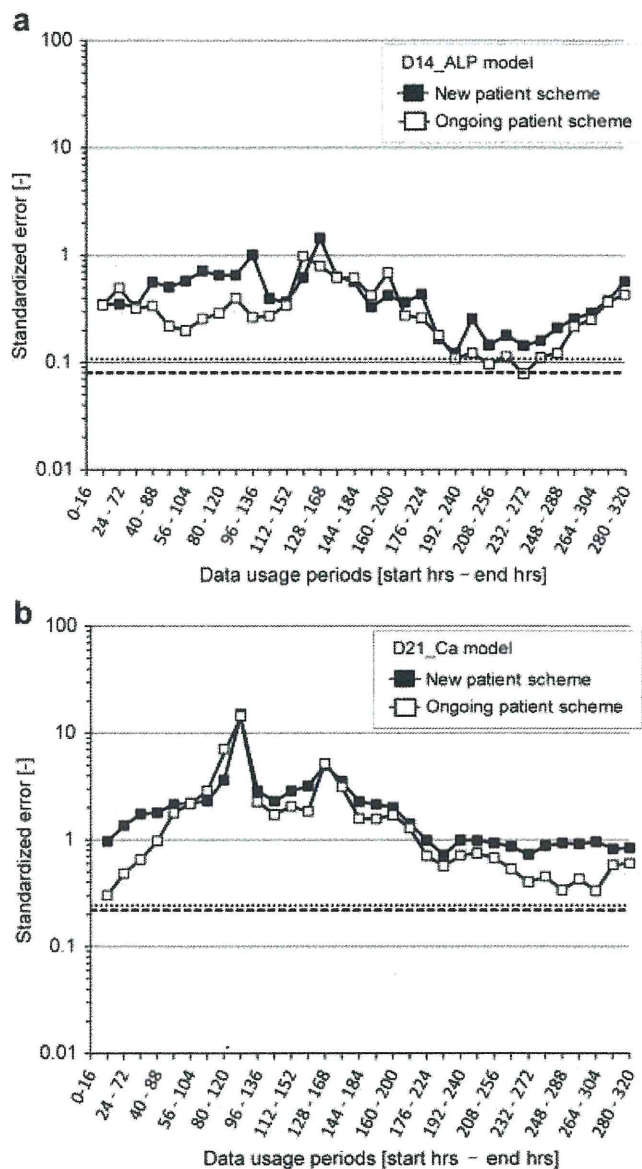 a
100
10
1
0.1
0.01
Standardized error [-]
D14_ALP model
New patient scheme
Ongoing patient scheme
0-16
24 - 72
40 - 88
56 - 104
80 - 120
96 - 136
112 - 152
128 - 168
144 - 184
160 - 200
176 - 224
192 - 240
208 - 256
232 - 272
248 - 288
264 - 304
280 - 320
Data usage periods [start hrs – end hrs]
b
100
10
1
0.1
0.01
Standardized error [-]
D21_Ca model
New patient scheme
Ongoing patient scheme
0-16
24 - 72
40 - 88
56 - 104
80 - 120
96 - 136
112 - 152
128 - 168
144 - 184
160 - 200
176 - 224
192 - 240
208 - 256
232 - 272
248 - 288
264 - 304
280 - 320
Data usage periods [start hrs – end hrs]